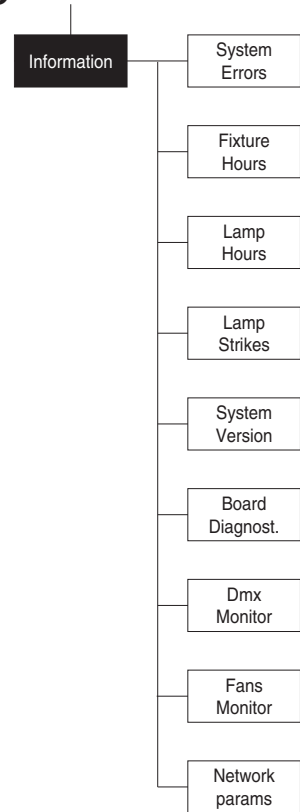 Information
System
Errors
Fixture
Hours
Lamp
Hours
Lamp
Strikes
System
Version
Board
Diagnost.
Dmx
Monitor
Fans
Monitor
Network
params